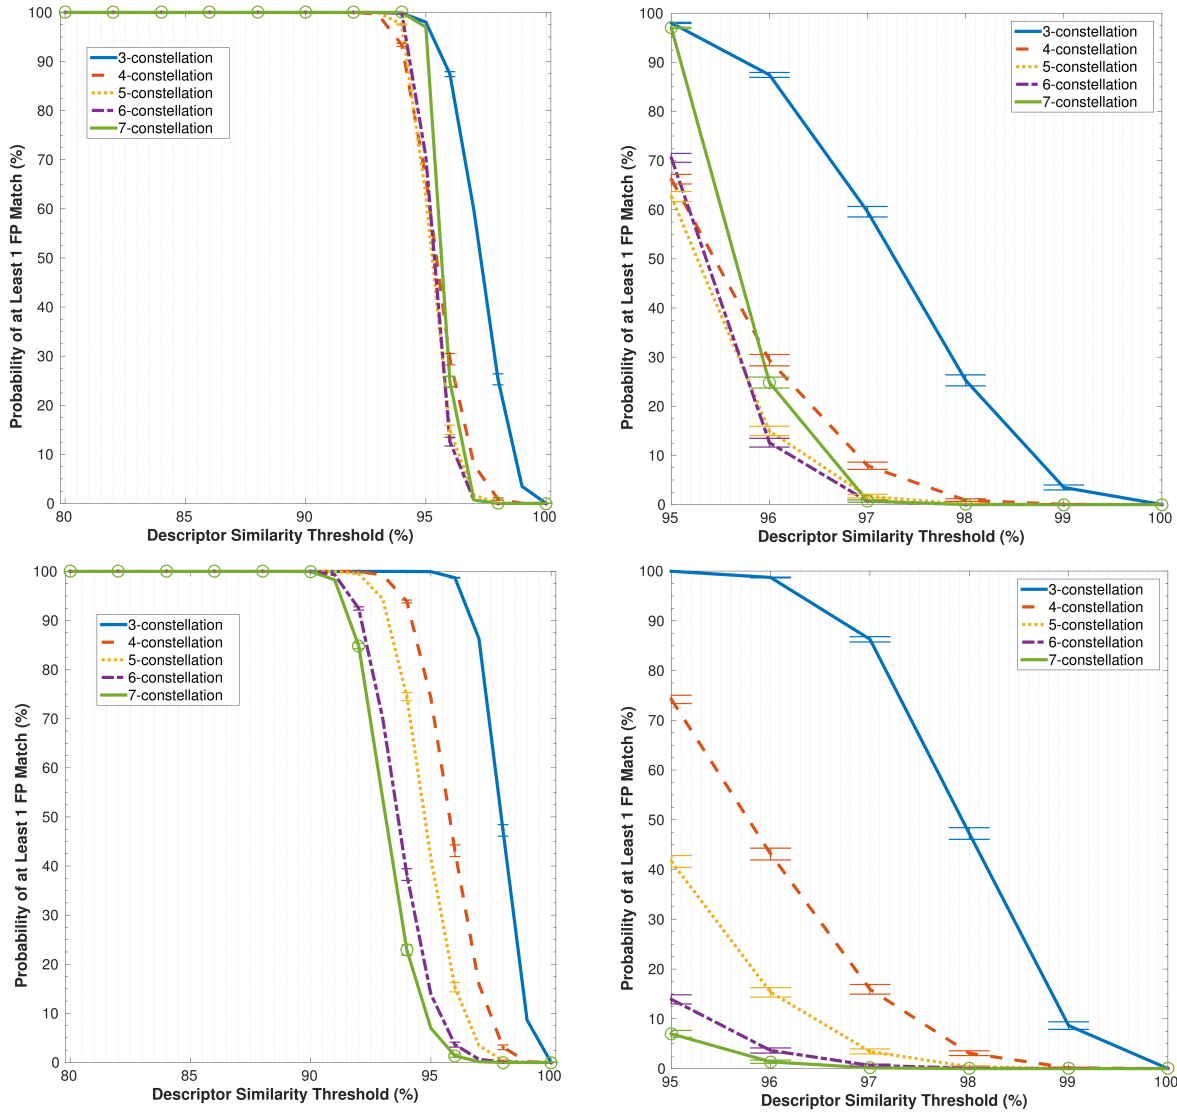 100
90
80
70
60
50
40
30
20
10
0
80
85
90
95
100
Probability of at Least 1 FP Match (%)
Descriptor Similarity Threshold (%)
3-constellation
4-constellation
5-constellation
6-constellation
7-constellation
100
90
80
70
60
50
40
30
20
10
0
95
96
97
98
99
100
Probability of at Least 1 FP Match (%)
Descriptor Similarity Threshold (%)
3-constellation
4-constellation
5-constellation
6-constellation
7-constellation
100
90
80
70
60
50
40
30
20
10
0
80
85
90
95
100
Probability of at Least 1 FP Match (%)
Descriptor Similarity Threshold (%)
3-constellation
4-constellation
5-constellation
6-constellation
7-constellation
100
90
80
70
60
50
40
30
20
10
0
95
96
97
98
99
100
Probability of at Least 1 FP Match (%)
Descriptor Similarity Threshold (%)
3-constellation
4-constellation
5-constellation
6-constellation
7-constellation